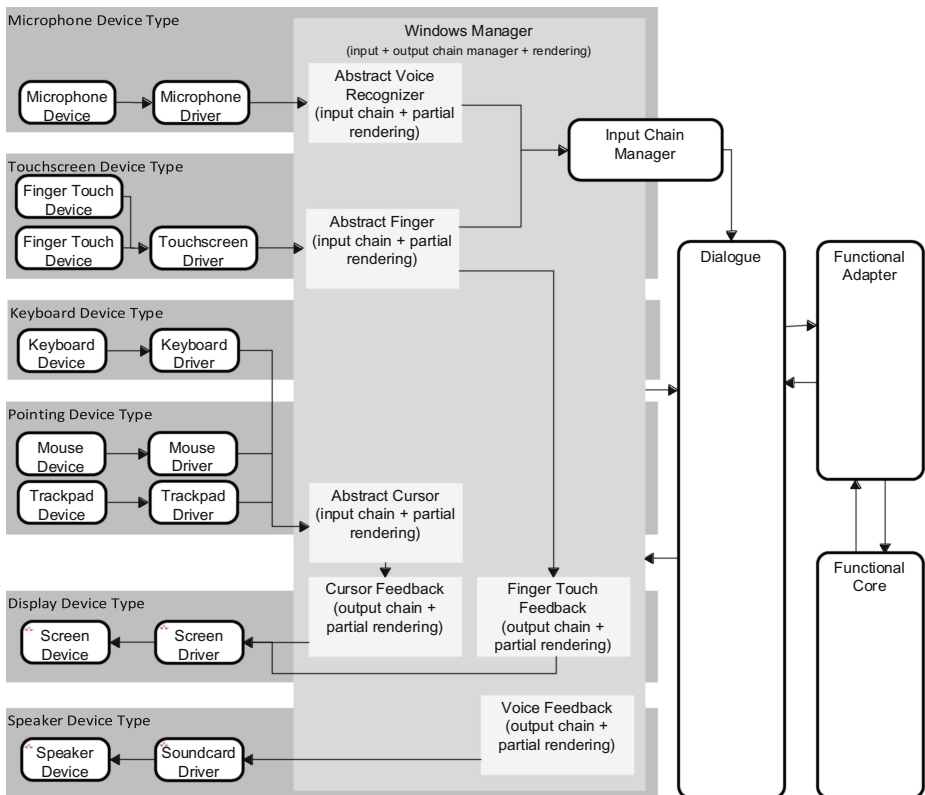 Microphone Device Type
Windows Manager
(input + output chain manager + rendering)
Microphone
Device
Microphone
Driver
Abstract Voice
Recognizer
(input chain + partial
rendering)
Input Chain
Manager
Touchscreen Device Type
Finger Touch
Device
Finger Touch
Device
Touchscreen
Driver
Abstract Finger
(input chain + partial
rendering)
Dialogue
Functional
Adapter
Keyboard Device Type
Keyboard
Device
Keyboard
Driver
Pointing Device Type
Mouse
Device
Mouse
Driver
Trackpad
Device
Trackpad
Driver
Abstract Cursor
(input chain + partial
rendering)
Functional
Core
Display Device Type
Screen
Device
Screen
Driver
Cursor Feedback
(output chain +
partial rendering)
Finger Touch
Feedback
(output chain +
partial rendering)
Speaker Device Type
Speaker
Device
Soundcard
Driver
Voice Feedback
(output chain +
partial rendering)